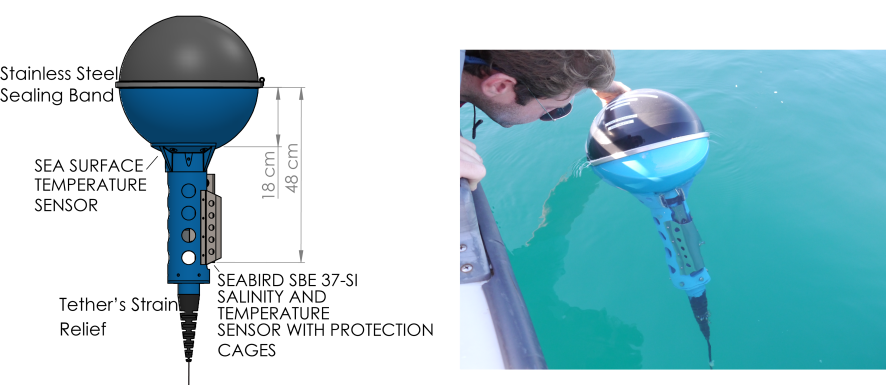 Stainless Steel
Sealing Band
18 cm
48 cm
SEA SURFACE
TEMPERATURE
SENSOR
SEABIRD SBE 37-SI
SALINITY AND
TEMPERATURE
SENSOR WITH PROTECTION
CAGES
Tether's Strain
Relief